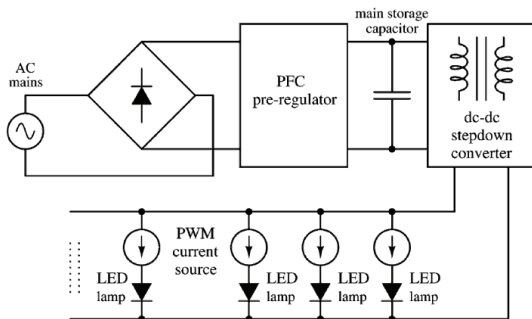 AC
mains
PFC
pre-regulator
main storage
capacitor
dc-dc
stepdown
converter
PWM
current
source
LED
lamp
LED
lamp
LED
lamp
LED
lamp